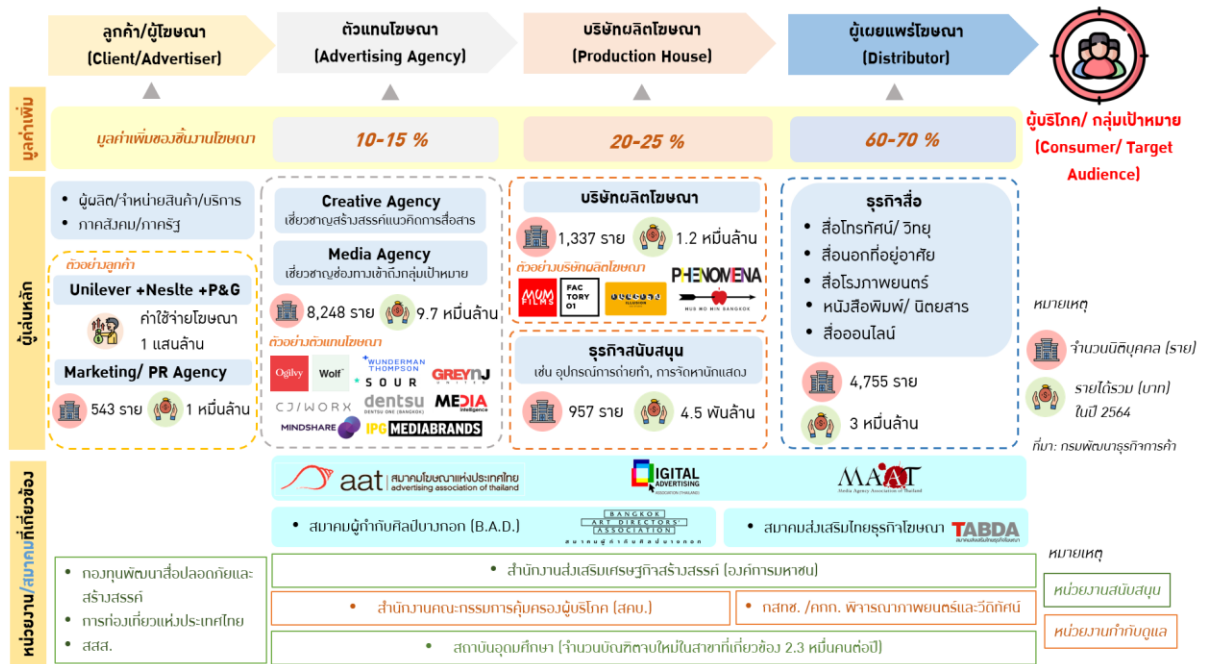 ลูกค้า/ผู้โฆษณา
(Client/Advertiser)
ตัวแทนโฆษณา
(Advertising Agency)
บริษัทผลิตโฆษณา
(Production House)
ผู้เผยแพร่โฆษณา
(Distributor)
ผู้บริโภค/ กลุ่มเป้าหมาย
(Consumer/ Target
Audience)
มูลค่าเพิ่ม
มูลค่าเพิ่มของชิ้นงานโฆษณา
10-15 %
20-25 %
60-70 %
ผู้เล่นหลัก
• ผู้ผลิต/จำหน่ายสินค้า/บริการ
• ภาคสังคม/ภาครัฐ
ตัวอย่างลูกค้า
Unilever +Neslte +P&G
ค่าใช้จ่ายโฆษณา
1 แสนล้าน
Marketing/ PR Agency
543 ราย
1 หมื่นล้าน
Creative Agency
เชี่ยวชาญสร้างสรรค์แนวคิดการสื่อสาร
Media Agency
เชี่ยวชาญช่องทางเข้าถึงกลุ่มเป้าหมาย
8,248 ราย
9.7 หมื่นล้าน
ตัวอย่างตัวแทนโฆษณา
Ogilvy
Wolf
WUNDERMAN
THOMPSON
SOUR
GREYNJ
UNITED
CJ/WORX
dentsu
DENTSU ONE (BANGKOK)
MEDIA
intelligence
MINDSHARE
IPG MEDIABRANDS
บริษัทผลิตโฆษณา
1,337 ราย
1.2 หมื่นล้าน
ตัวอย่างบริษัทผลิตโฆษณา
MUM
FILMS
FAC
TORY
01
PHENOMENA
MUS WO MIN BANGKOK
ธุรกิจสนับสนุน
เช่น อุปกรณ์การถ่ายทำ, การจัดหานักแสดง
957 ราย
4.5 พันล้าน
ธุรกิจสื่อ
• สื่อโทรทัศน์/ วิทยุ
• สื่อนอกที่อยู่อาศัย
• สื่อโรงภาพยนตร์
• หนังสือพิมพ์/ นิตยสาร
• สื่อออนไลน์
4,755 ราย
3 หมื่นล้าน
หมายเหตุ
จำนวนนิติบุคคล (ราย)
รายได้รวม (บาท)
ในปี 2564
ที่มา: กรมพัฒนาธุรกิจการค้า
หน่วยงาน/สมาคมที่เกี่ยวข้อง
aat
สมาคมโฆษณาแห่งประเทศไทย
advertising association of thailand
DIGITAL
ADVERTISING
ASSOCIATION (THAILAND)
MAAT
Media Agency Association of Thailand
• สมาคมผู้กำกับศิลป์บางกอก (B.A.D.)
BANGKOK
ART DIRECTORS'
ASSOCIATION
สมาคมผู้กำกับศิลป์บางกอก
• สมาคมส่งเสริมไทยธุรกิจโฆษณา
TABDA
• กองทุนพัฒนาสื่อปลอดภัยและ
สร้างสรรค์
• การท่องเที่ยวแห่งประเทศไทย
• สสส.
• สำนักงานส่งเสริมเศรษฐกิจสร้างสรรค์ (องค์การมหาชน)
• สำนักงานคณะกรรมการคุ้มครองผู้บริโภค (สคบ.)
• กสทช. /คกก. พิจารณาภาพยนตร์และวีดิทัศน์
• สถาบันอุดมศึกษา (จำนวนบัณฑิตจบใหม่ในสาขาที่เกี่ยวข้อง 2.3 หมื่นคนต่อปี)
หมายเหตุ
หน่วยงานสนับสนุน
หน่วยงานกำกับดูแล